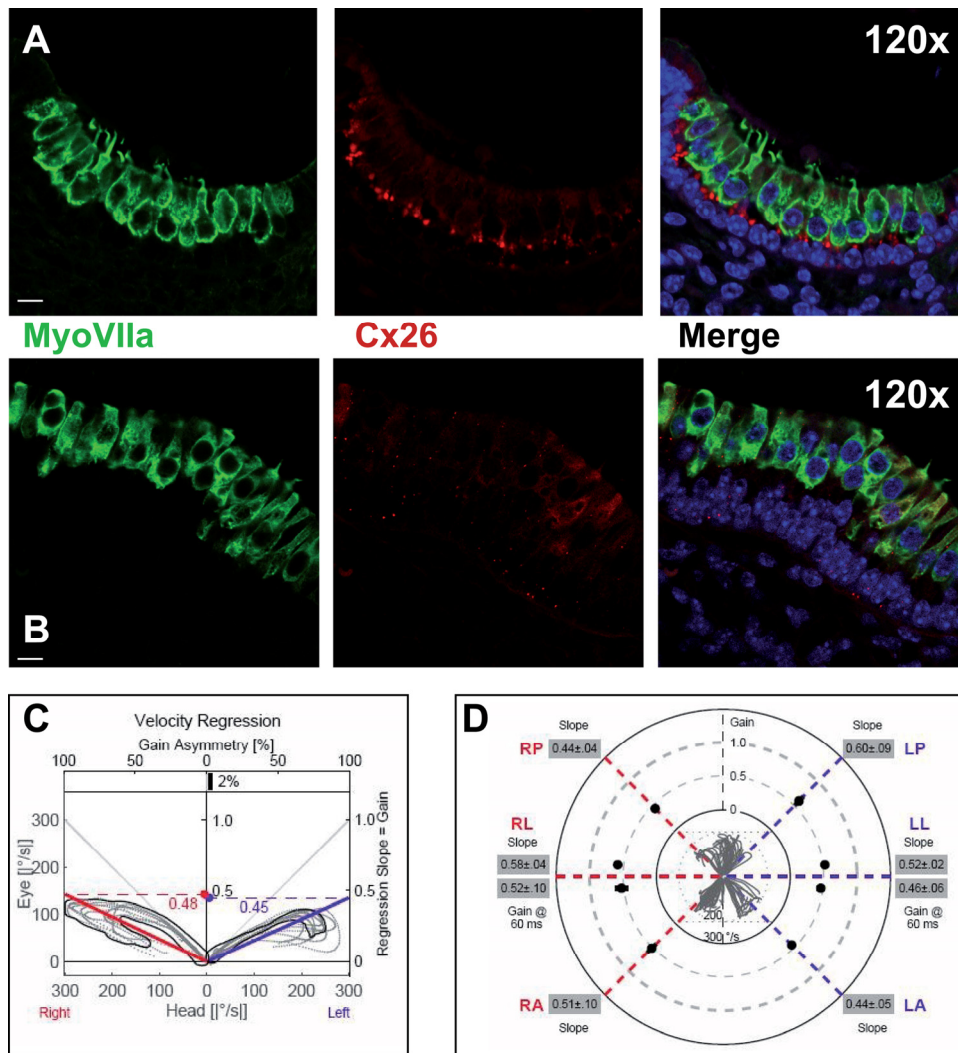 A
120x
MyoVIIa
Cx26
Merge
120x
B
C
Velocity Regression
Gain Asymmetry [%]
100 50 0 50 100
2%
300
200
100
0
Eye [|°/s|]
1.0
0.5
0.48
0.45
1.0
0.5
0
Regression Slope = Gain
300 200 100 0 100 200 300
Right
Head [|°/s|]
Left
D
Slope
RP 0.44±.04
Gain
1.0
0.5
0
Slope
0.60±.09 LP
RL
Slope
0.58±.04
0.52±.10
Gain @
60 ms
LL
Slope
0.52±.02
0.46±.06
Gain @
60 ms
200
300 °/s
RA 0.51±.10
Slope
0.44±.05 LA
Slope